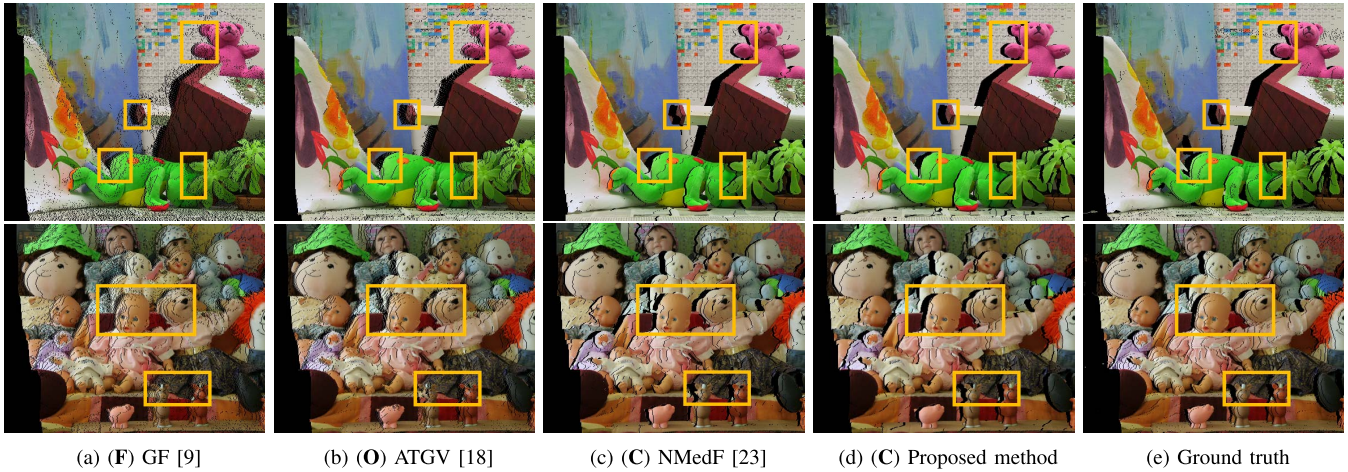 (a) (F) GF [9]
(b) (O) ATGV [18]
(c) (C) NMedF [23]
(d) (C) Proposed method
(e) Ground truth